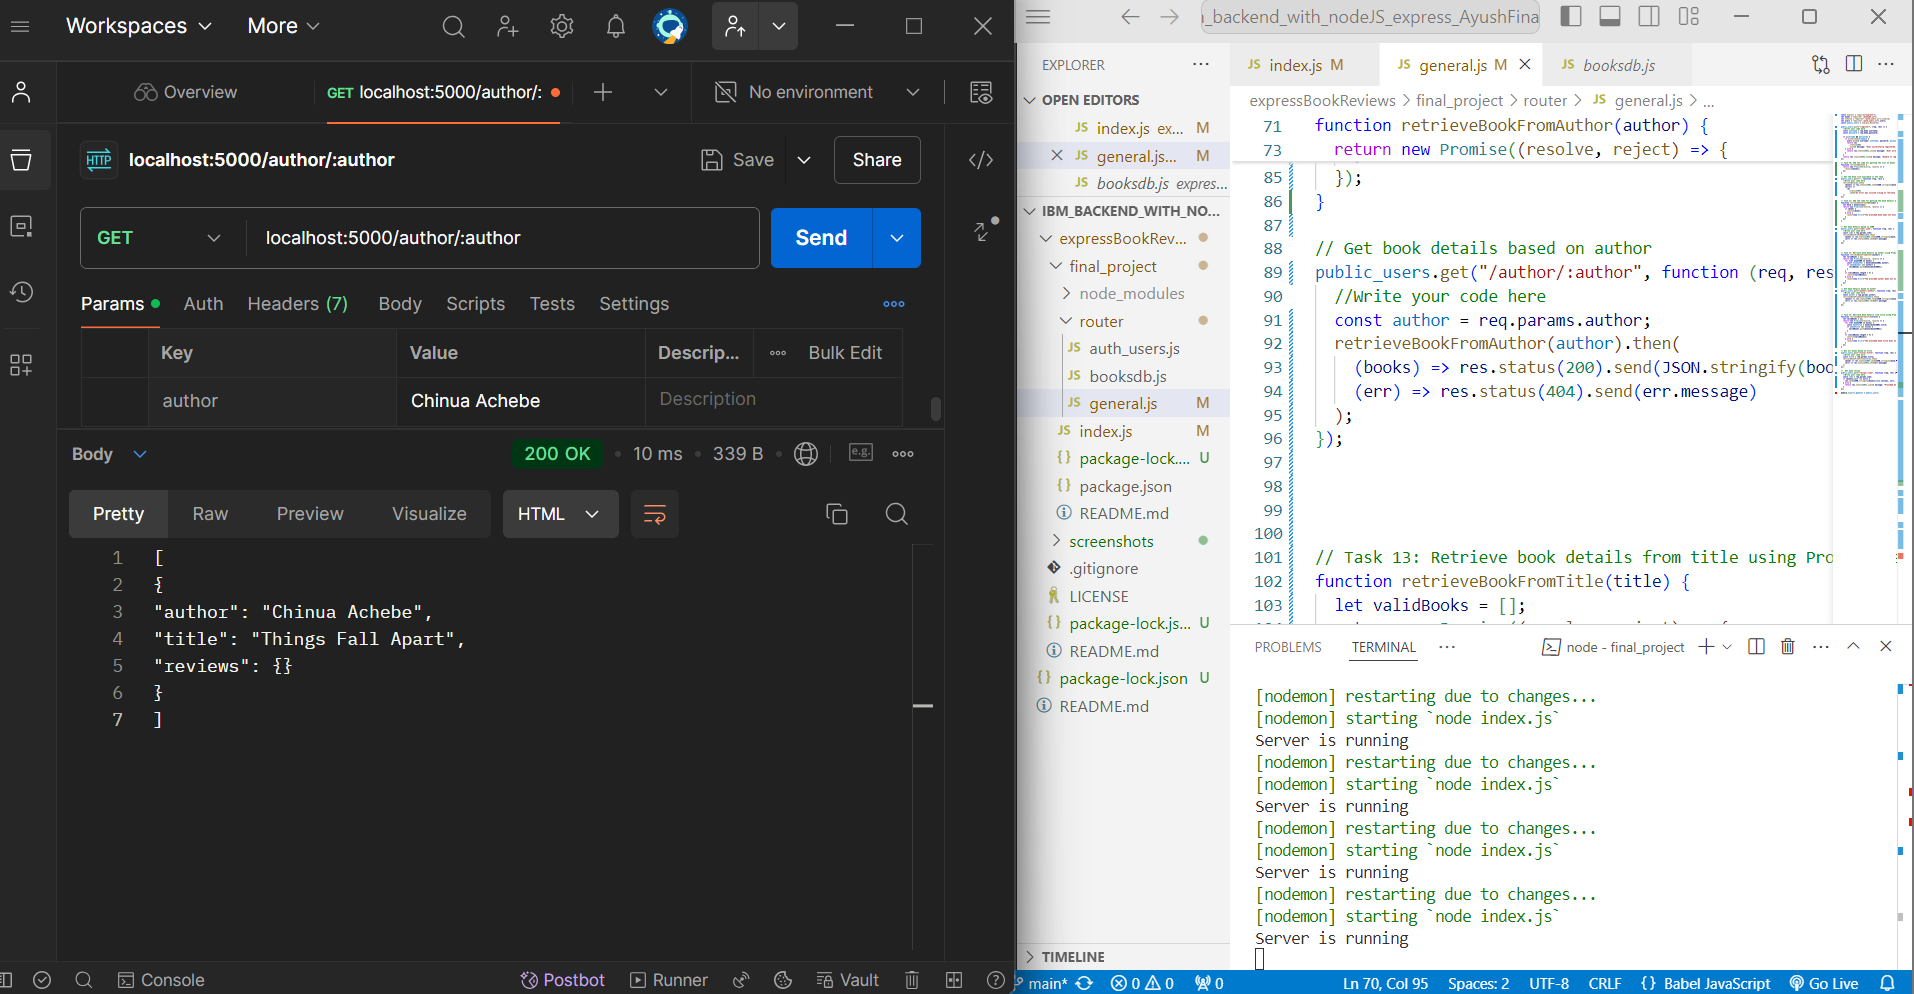 Workspaces
More
Overview
GET localhost:5000/author/:
No environment
HTTP
localhost:5000/author/:author
Save
Share
GET
localhost:5000/author/:author
Send
Params
Auth
Headers (7)
Body
Scripts
Tests
Settings
Key
Value
Descrip...
Bulk Edit
author
Chinua Achebe
Description
Body
200 OK
10 ms
339 B
e.g.
Pretty
Raw
Preview
Visualize
HTML
1 [
2 {
3 "author": "Chinua Achebe",
4 "title": "Things Fall Apart",
5 "reviews": {}
6 }
7 ]
Console
Postbot
Runner
Vault
_backend_with_nodeJS_express_AyushFina
EXPLORER
OPEN EDITORS
JS index.js ex... M
JS general.js... M
JS booksdb.js expres...
IBM_BACKEND_WITH_NO...
expressBookRev...
final_project
node_modules
router
JS auth_users.js
JS booksdb.js
JS general.js M
JS index.js M
{} package-lock.... U
{} package.json
README.md
screenshots
.gitignore
LICENSE
{} package-lock.js... U
README.md
{} package-lock.json U
README.md
TIMELINE
JS index.js M
JS general.js M
JS booksdb.js
expressBookReviews > final_project > router > JS general.js > ...
71 function retrieveBookFromAuthor(author) {
73 return new Promise((resolve, reject) => {
85 });
86 }
87
88 // Get book details based on author
89 public_users.get("/author/:author", function (req, res
90 //Write your code here
91 const author = req.params.author;
92 retrieveBookFromAuthor(author).then(
93 (books) => res.status(200).send(JSON.stringify(boo
94 (err) => res.status(404).send(err.message)
95 );
96 });
97
98
99
100
101 // Task 13: Retrieve book details from title using Pro
102 function retrieveBookFromTitle(title) {
103 let validBooks = [];
PROBLEMS
TERMINAL
node - final_project
[nodemon] restarting due to changes...
[nodemon] starting `node index.js`
Server is running
[nodemon] restarting due to changes...
[nodemon] starting `node index.js`
Server is running
[nodemon] restarting due to changes...
[nodemon] starting `node index.js`
Server is running
[nodemon] restarting due to changes...
[nodemon] starting `node index.js`
Server is running
main*
0
0
0
Ln 70, Col 95
Spaces: 2
UTF-8
CRLF
{} Babel JavaScript
Go Live